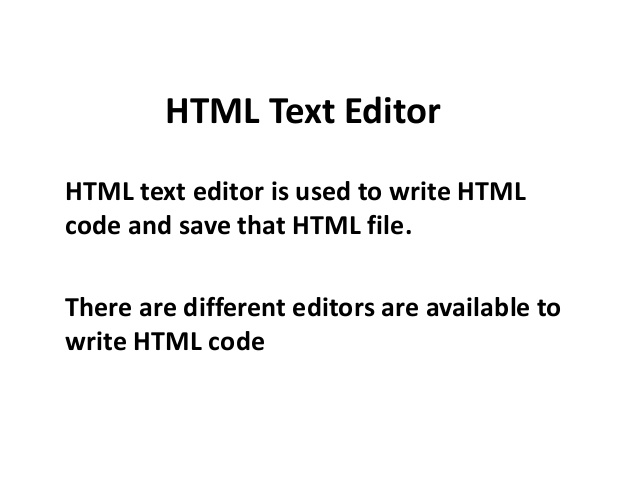 HTML Text Editor
HTML text editor is used to write HTML
code and save that HTML file.
There are different editors are available to
write HTML code